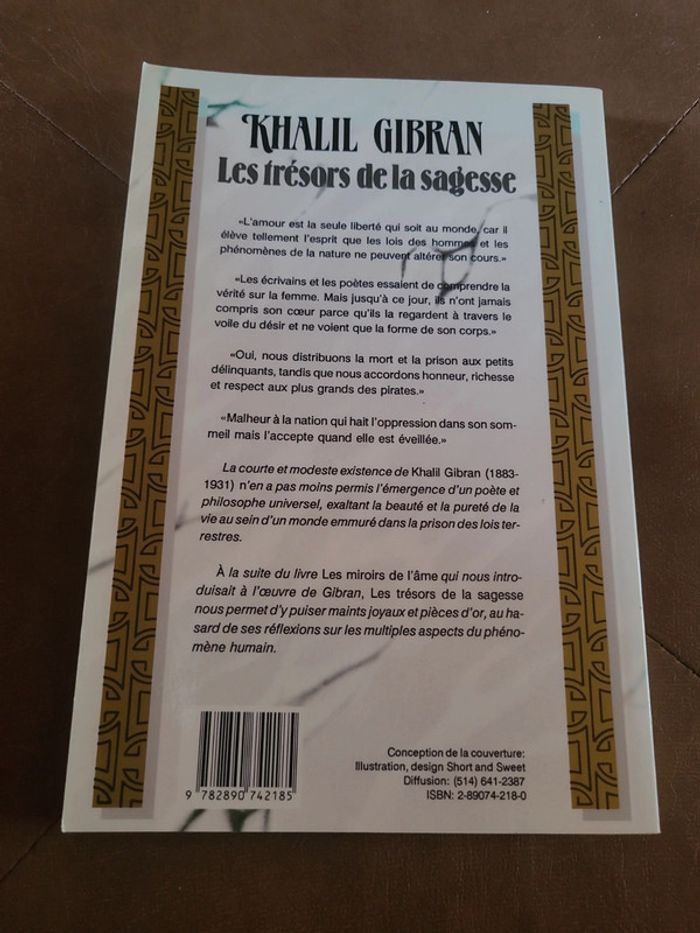 KHALIL GIBRAN
Les trésors de la sagesse
«L'amour est la seule liberté qui soit au monde, car il
élève tellement l'esprit que les lois des hommes et les
phénomènes de la nature ne peuvent altérer son cours.»
«Les écrivains et les poètes essaient de comprendre la
vérité sur la femme. Mais jusqu'à ce jour, ils n'ont jamais
compris son cœur parce qu'ils la regardent à travers le
voile du désir et ne voient que la forme de son corps.»
«Oui, nous distribuons la mort et la prison aux petits
délinquants, tandis que nous accordons honneur, richesse
et respect aux plus grands des pirates.»
«Malheur à la nation qui hait l'oppression dans son som-
meil mais l'accepte quand elle est éveillée.»
La courte et modeste existence de Khalil Gibran (1883-
1931) n'en a pas moins permis l'émergence d'un poète et
philosophe universel, exaltant la beauté et la pureté de la
vie au sein d'un monde emmuré dans la prison des lois ter-
restres.
À la suite du livre Les miroirs de l'âme qui nous intro-
duisait à l'œuvre de Gibran, Les trésors de la sagesse
nous permet d'y puiser maints joyaux et pièces d'or, au ha-
sard de ses réflexions sur les multiples aspects du phéno-
mène humain.
Conception de la couverture:
Illustration, design Short and Sweet
Diffusion: (514) 641-2387
ISBN: 2-89074-218-0
9 782890 742185